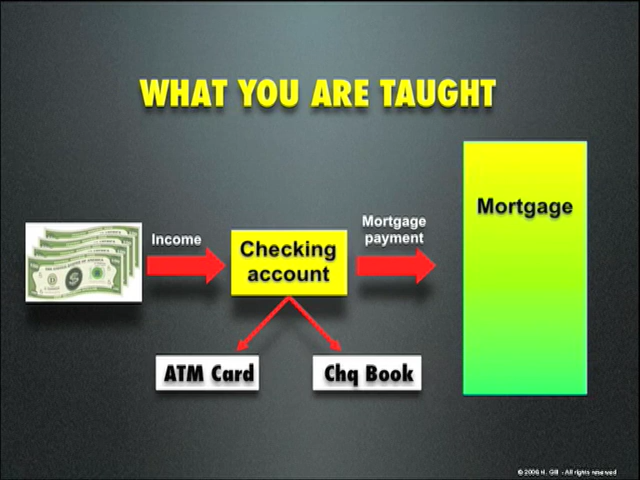 WHAT YOU ARE TAUGHT
Mortgage
Mortgage
payment
Income
Checking
account
ATM Card
Chq Book
© 2006 H. Gill - All rights reserved